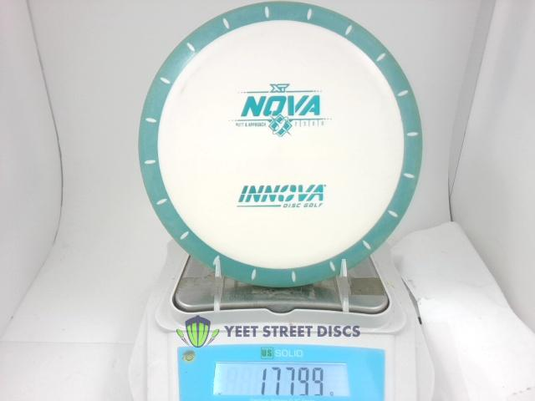 XT
NOVA
PUTT & APPROACH
INNOVA
DISC GOLF
YEET STREET DISCS
SOLID
177.99